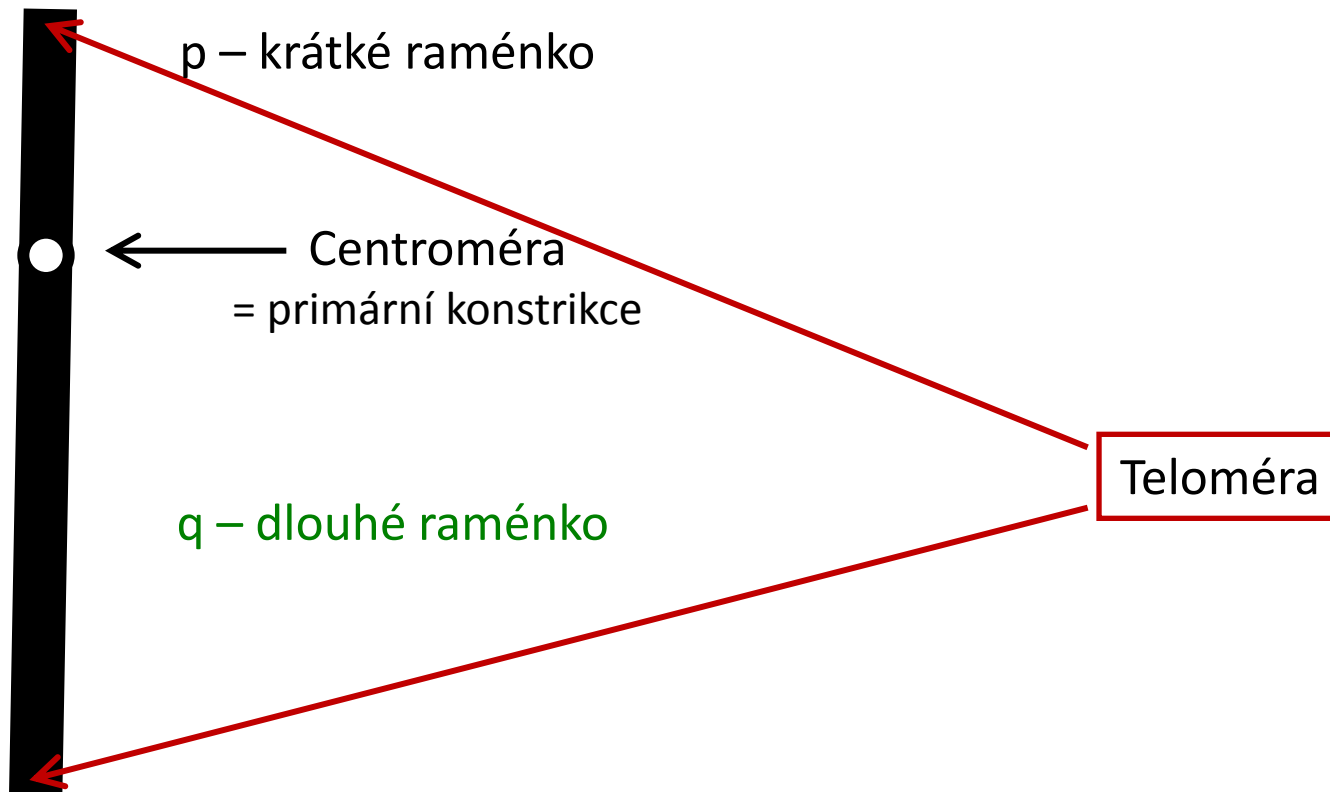 p – krátké raménko
Centroméra
= primární konstrikce
Teloméra
q – dlouhé raménko